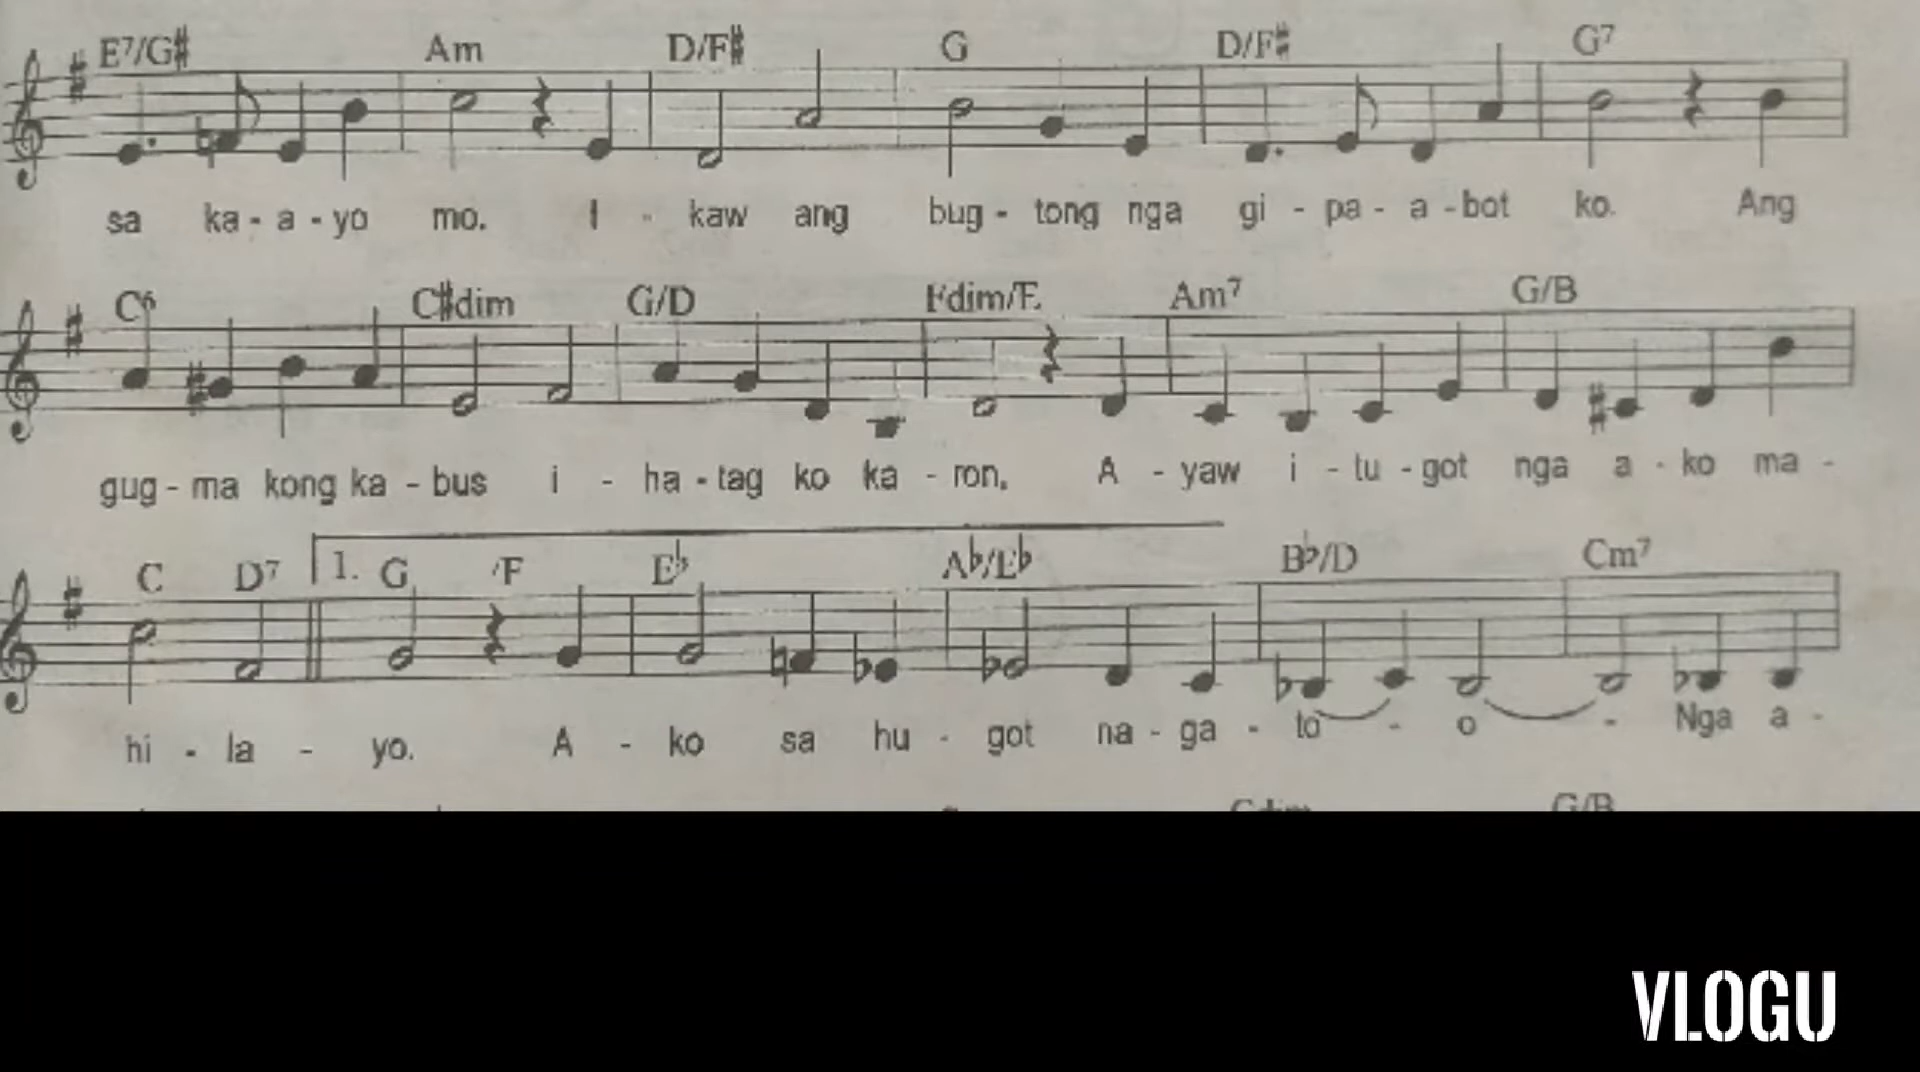 E7/G# Am D/F# G D/F# G7
sa ka - a - yo mo. I - kaw ang bug - tong nga gi - pa - a - bot ko. Ang
C6 C#dim G/D Fdim/E Am7 G/B
gug - ma kong ka - bus i - ha - tag ko ka - ron. A - yaw i - tu - got nga a - ko ma -
C D7 1. G /F E♭ A♭/E♭ B♭/D Cm7
hi - la - yo. A - ko sa hu - got na - ga - to - o - Nga a -
G/B
VLOGU